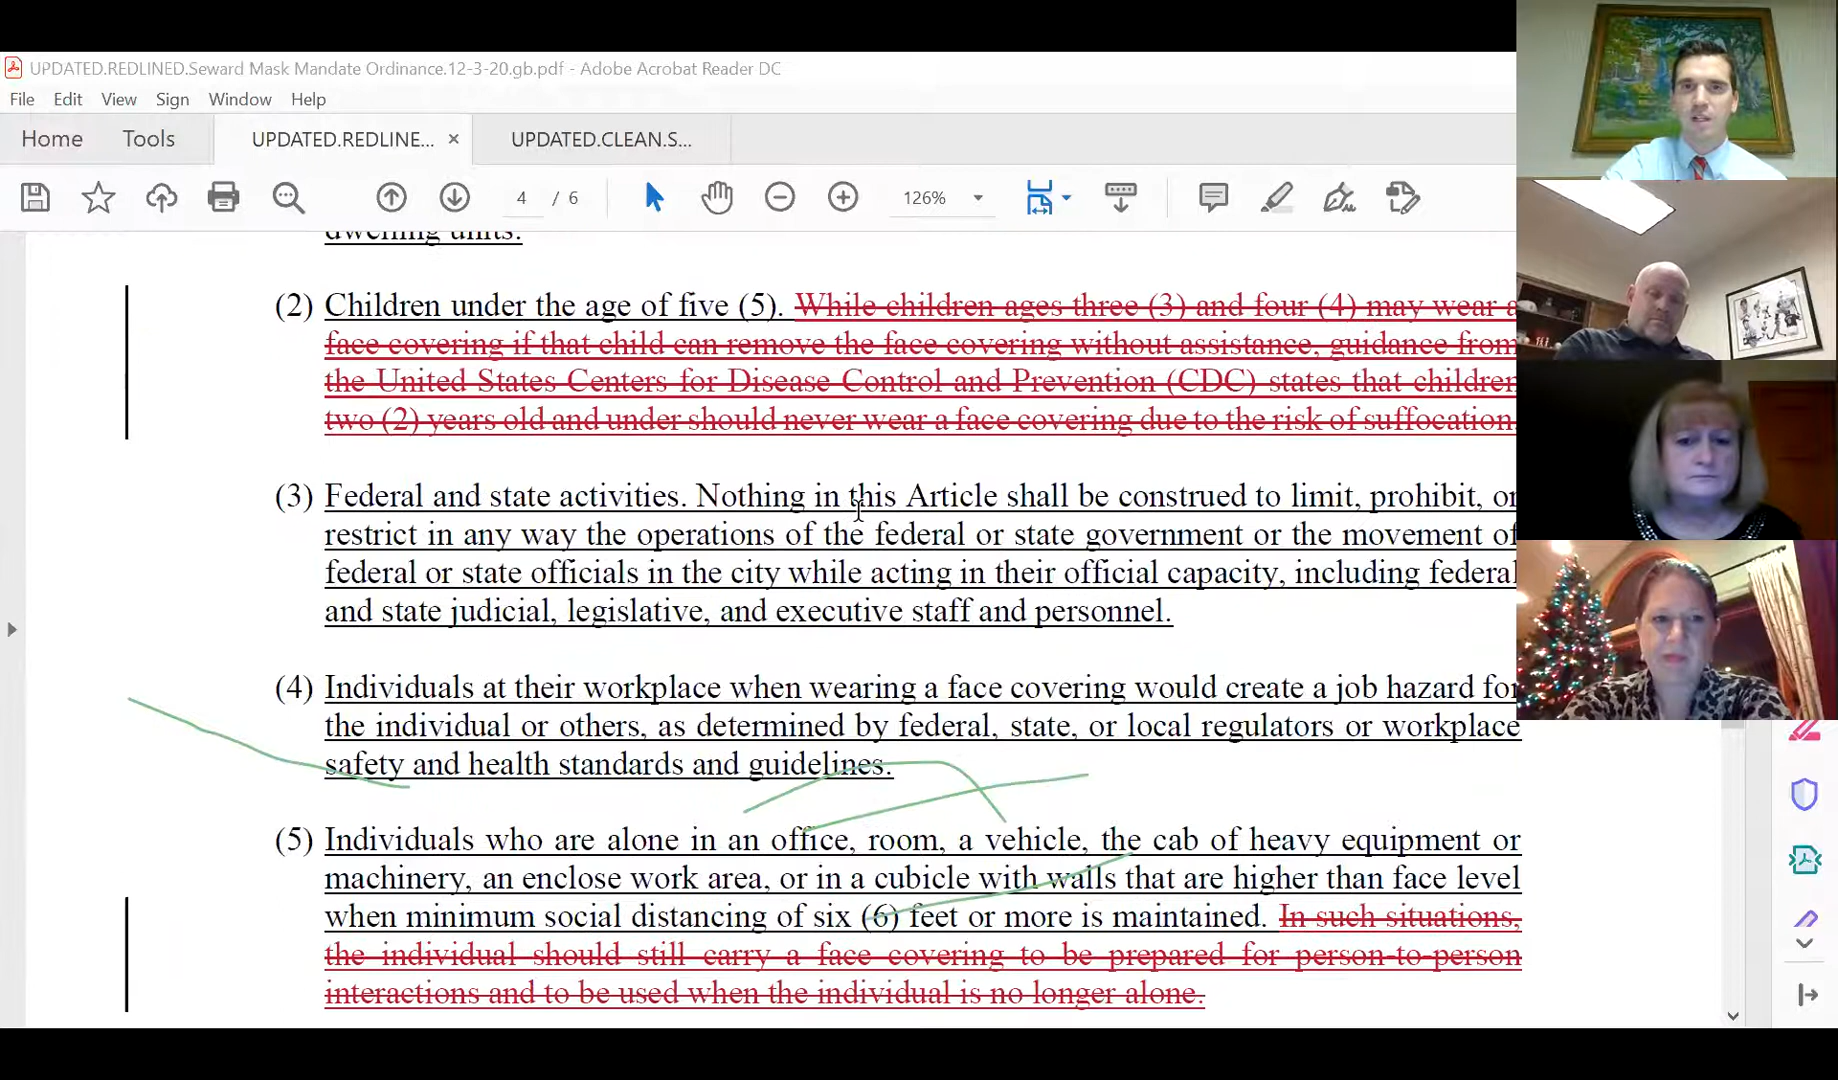 UPDATED.REDLINED.Seward Mask Mandate Ordinance.12-3-20.gb.pdf - Adobe Acrobat Reader DC
File Edit View Sign Window Help
Home Tools UPDATED.REDLINE... × UPDATED.CLEAN.S...
4 / 6 126%
dwelling units.
(2) Children under the age of five (5). While children ages three (3) and four (4) may wear a
face covering if that child can remove the face covering without assistance, guidance from
the United States Centers for Disease Control and Prevention (CDC) states that children
two (2) years old and under should never wear a face covering due to the risk of suffocation.
(3) Federal and state activities. Nothing in this Article shall be construed to limit, prohibit, or
restrict in any way the operations of the federal or state government or the movement of
federal or state officials in the city while acting in their official capacity, including federal
and state judicial, legislative, and executive staff and personnel.
(4) Individuals at their workplace when wearing a face covering would create a job hazard for
the individual or others, as determined by federal, state, or local regulators or workplace
safety and health standards and guidelines.
(5) Individuals who are alone in an office, room, a vehicle, the cab of heavy equipment or
machinery, an enclose work area, or in a cubicle with walls that are higher than face level
when minimum social distancing of six (6) feet or more is maintained. In such situations,
the individual should still carry a face covering to be prepared for person-to-person
interactions and to be used when the individual is no longer alone.